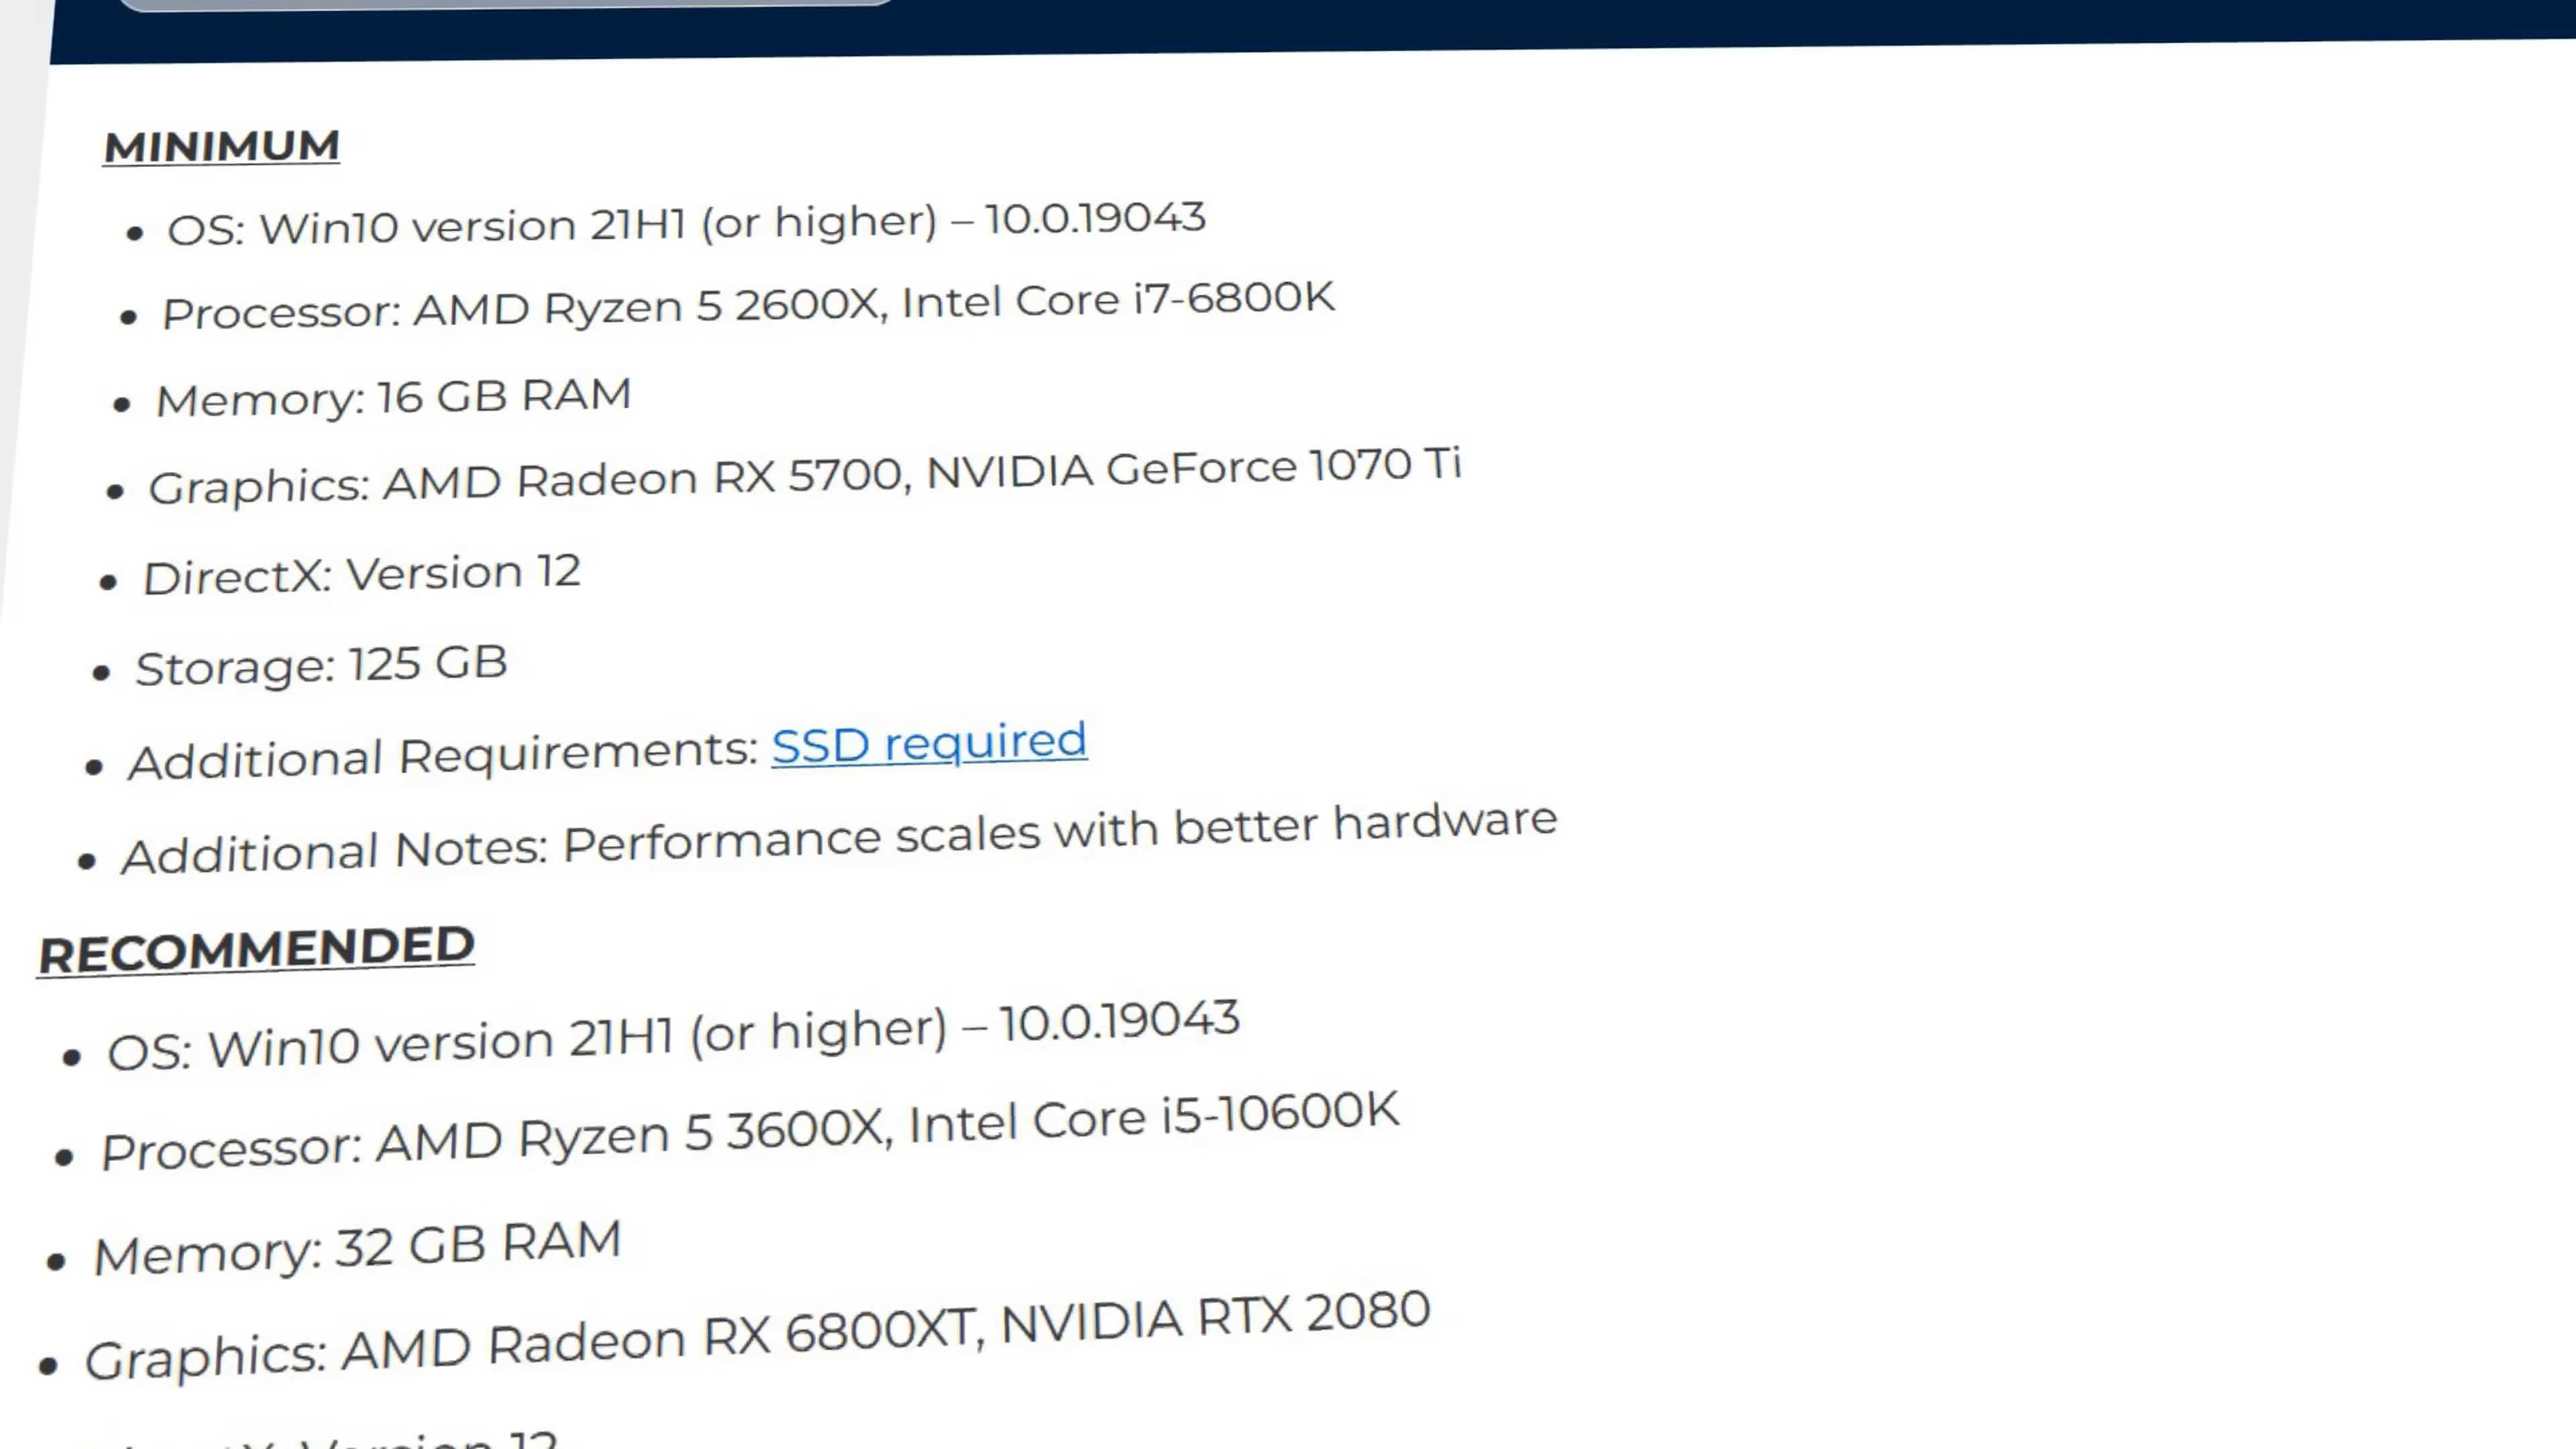 MINIMUM
OS: Win10 version 21H1 (or higher) – 10.0.19043
Processor: AMD Ryzen 5 2600X, Intel Core i7-6800K
Memory: 16 GB RAM
Graphics: AMD Radeon RX 5700, NVIDIA GeForce 1070 Ti
DirectX: Version 12
Storage: 125 GB
Additional Requirements: SSD required
Additional Notes: Performance scales with better hardware
RECOMMENDED
OS: Win10 version 21H1 (or higher) – 10.0.19043
Processor: AMD Ryzen 5 3600X, Intel Core i5-10600K
Memory: 32 GB RAM
Graphics: AMD Radeon RX 6800XT, NVIDIA RTX 2080
Version 12